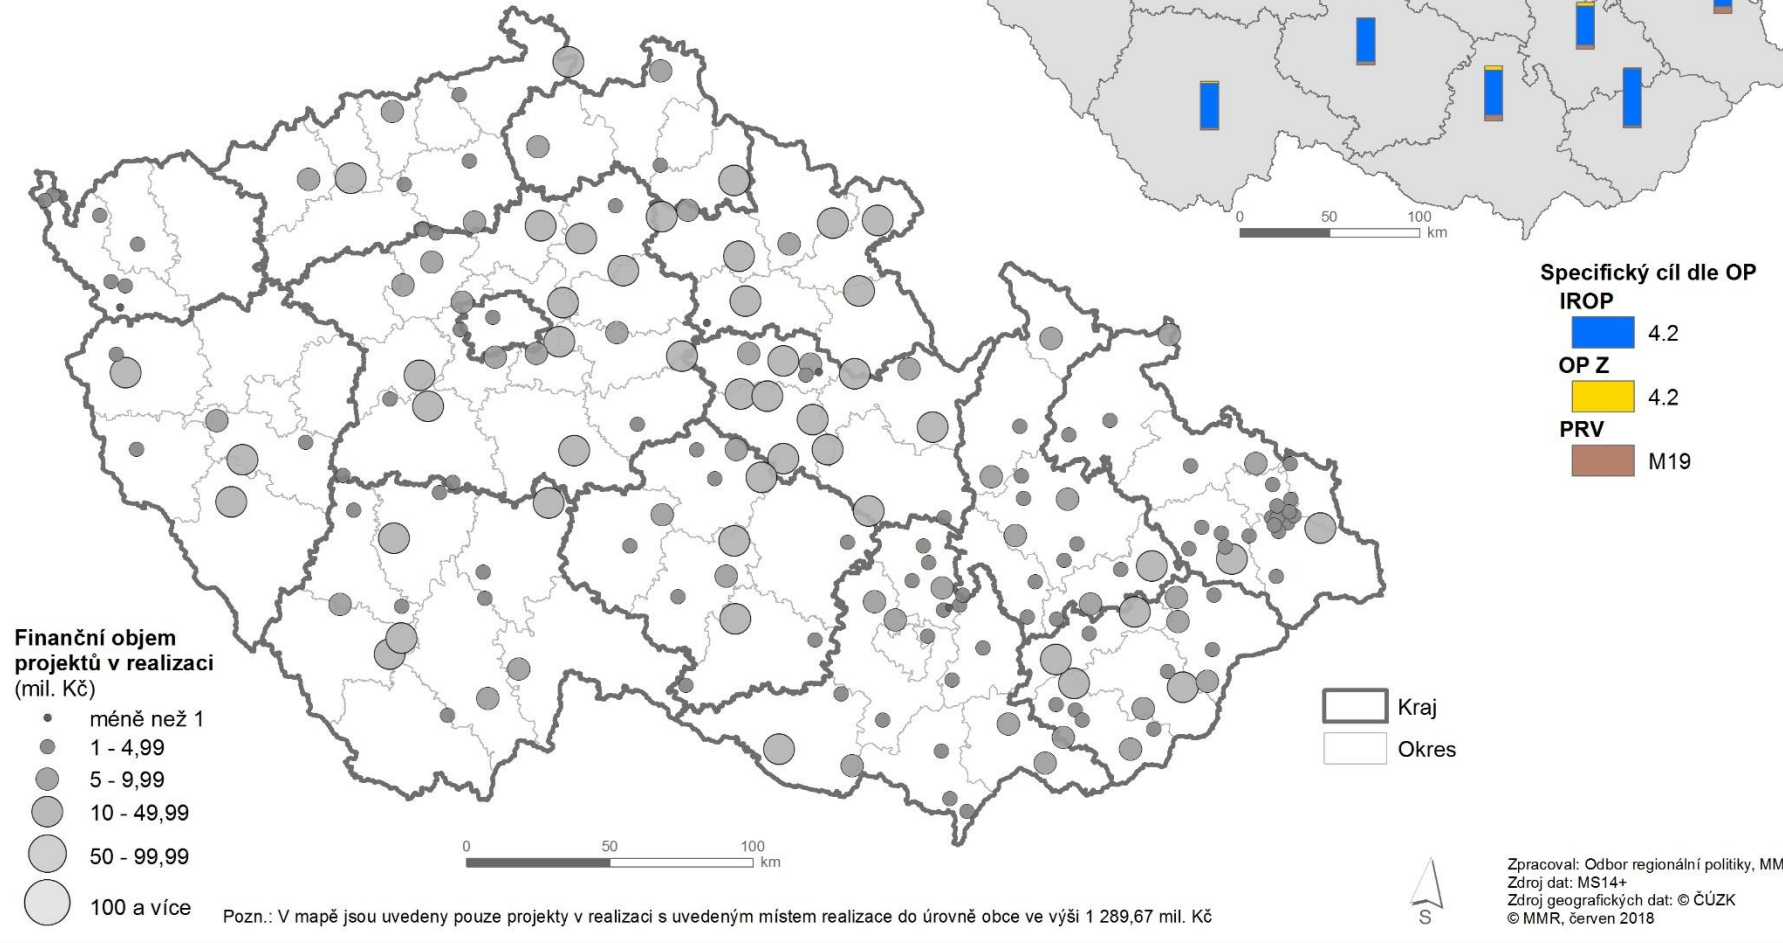 0 50 100
km
Specifický cíl dle OP
IROP
4.2
OP Z
4.2
PRV
M19
Finanční objem
projektů v realizaci
(mil. Kč)
méně než 1
1 - 4,99
5 - 9,99
10 - 49,99
50 - 99,99
100 a více
Kraj
Okres
0 50 100
km
Pozn.: V mapě jsou uvedeny pouze projekty v realizaci s uvedeným místem realizace do úrovně obce ve výši 1 289,67 mil. Kč
S
Zpracoval: Odbor regionální politiky, MM
Zdroj dat: MS14+
Zdroj geografických dat: © ČÚZK
© MMR, červen 2018